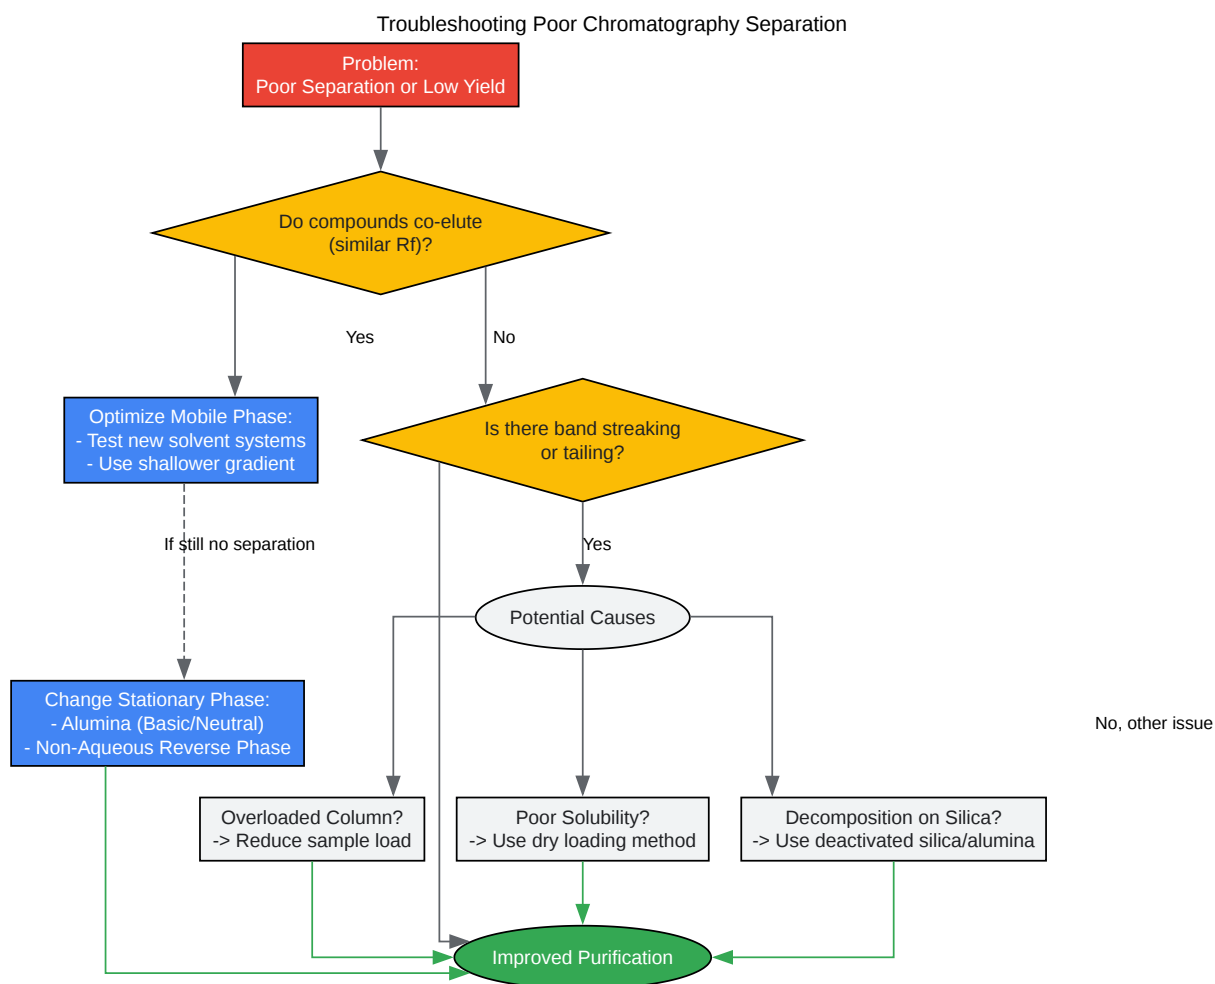 Troubleshooting Poor Chromatography Separation
Problem:
Poor Separation or Low Yield
Do compounds co-elute
(similar Rf)?
Yes
No
Optimize Mobile Phase:
- Test new solvent systems
- Use shallower gradient
Is there band streaking
or tailing?
If still no separation
Yes
Potential Causes
Change Stationary Phase:
- Alumina (Basic/Neutral)
- Non-Aqueous Reverse Phase
No, other issue
Overloaded Column?
-> Reduce sample load
Poor Solubility?
-> Use dry loading method
Decomposition on Silica?
-> Use deactivated silica/alumina
Improved Purification